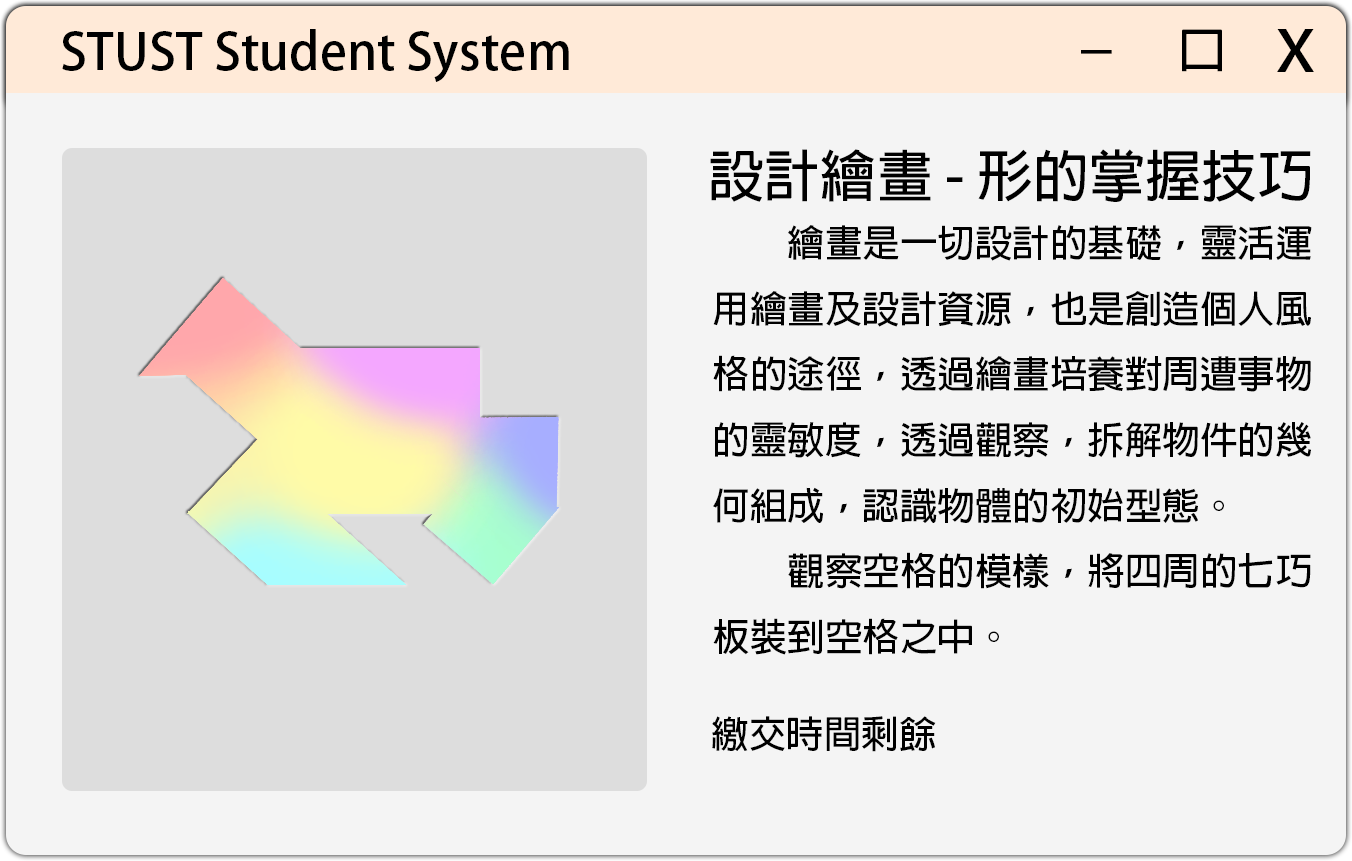 STUST Student System
設計繪畫 - 形的掌握技巧
繪畫是一切設計的基礎，靈活運
用繪畫及設計資源，也是創造個人風
格的途徑，透過繪畫培養對周遭事物
的靈敏度，透過觀察，拆解物件的幾
何組成，認識物體的初始型態。
觀察空格的模樣，將四周的七巧
板裝到空格之中。
繳交時間剩餘